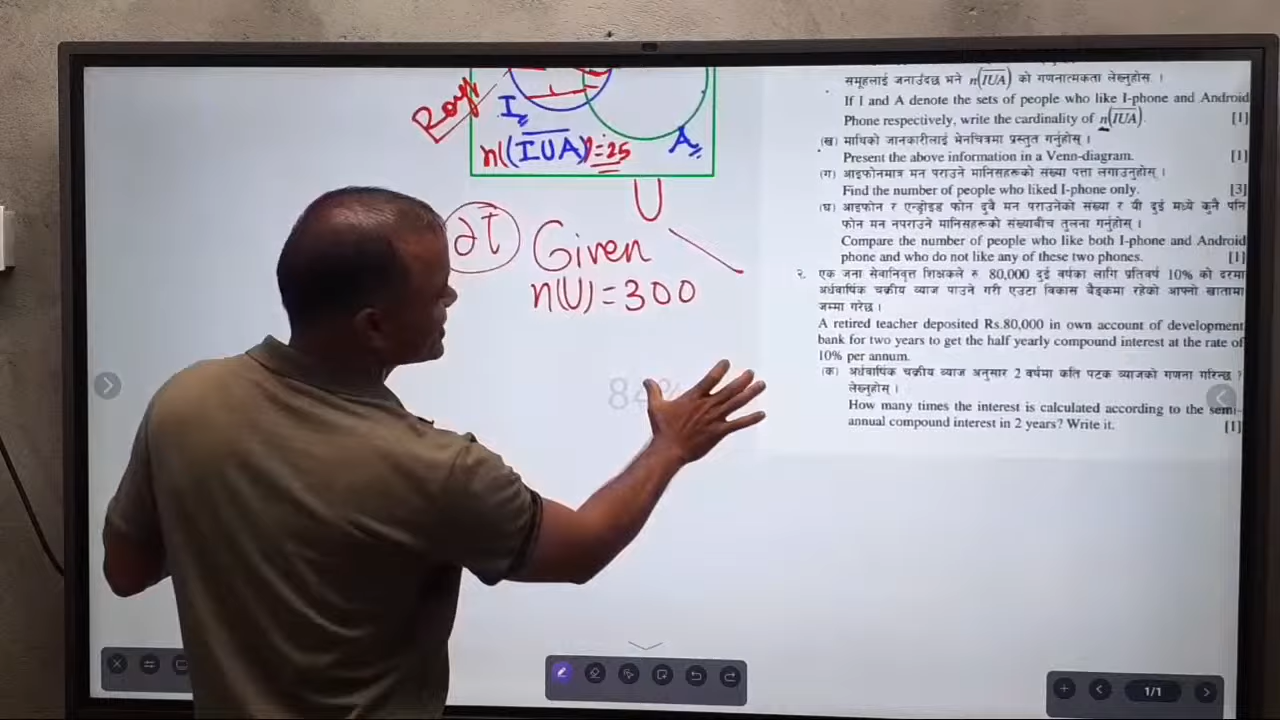 Rough
I
n((\overline{IUA})=25
A
U
Given
n(U)=300
84%
समूहलाई जनाउँदछ भने n(\overline{IUA}) को गणनात्मकता लेख्नुहोस् ।
If I and A denote the sets of people who like I-phone and Android
Phone respectively, write the cardinality of n(\overline{IUA}). [1]
(ख) माथिको जानकारीलाई भेनचित्रमा प्रस्तुत गर्नुहोस् ।
Present the above information in a Venn-diagram. [1]
(ग) आइफोनमात्र मन पराउने मानिसहरूको संख्या पत्ता लगाउनुहोस् ।
Find the number of people who liked I-phone only. [3]
(घ) आइफोन र एन्ड्रोइड फोन दुवै मन पराउनेको संख्या र यी दुई मध्ये कुनै पनि
फोन मन नपराउने मानिसहरूको संख्याबीच तुलना गर्नुहोस् ।
Compare the number of people who like both I-phone and Android
phone and who do not like any of these two phones. [1]
२. एक जना सेवानिवृत्त शिक्षकले रु 80,000 दुई वर्षका लागि प्रतिवर्ष 10% को दरमा
अर्धवार्षिक चक्रीय व्याज पाउने गरी एउटा विकास बैङ्कमा रहेको आफ्नो खातामा
जम्मा गरेछ ।
A retired teacher deposited Rs.80,000 in own account of development
bank for two years to get the half yearly compound interest at the rate of
10% per annum.
(क) अर्धवार्षिक चक्रीय व्याज अनुसार 2 वर्षमा कति पटक व्याजको गणना गरिन्छ ?
लेख्नुहोस् ।
How many times the interest is calculated according to the semi-
annual compound interest in 2 years? Write it. [1]
1/1